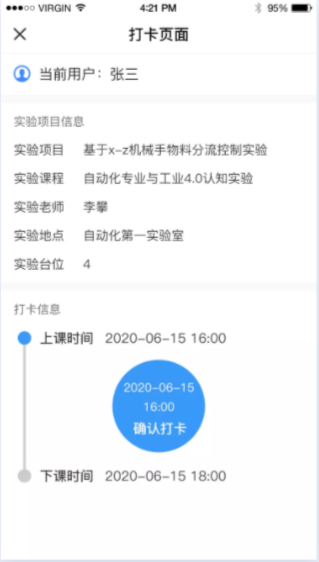 VIRGIN 4:21 PM 95%
打卡页面
当前用户：张三
实验项目信息
实验项目 基于x-z机械手物料分流控制实验
实验课程 自动化专业与工业4.0认知实验
实验老师 李攀
实验地点 自动化第一实验室
实验台位 4
打卡信息
上课时间 2020-06-15 16:00
2020-06-15
16:00
确认打卡
下课时间 2020-06-15 18:00